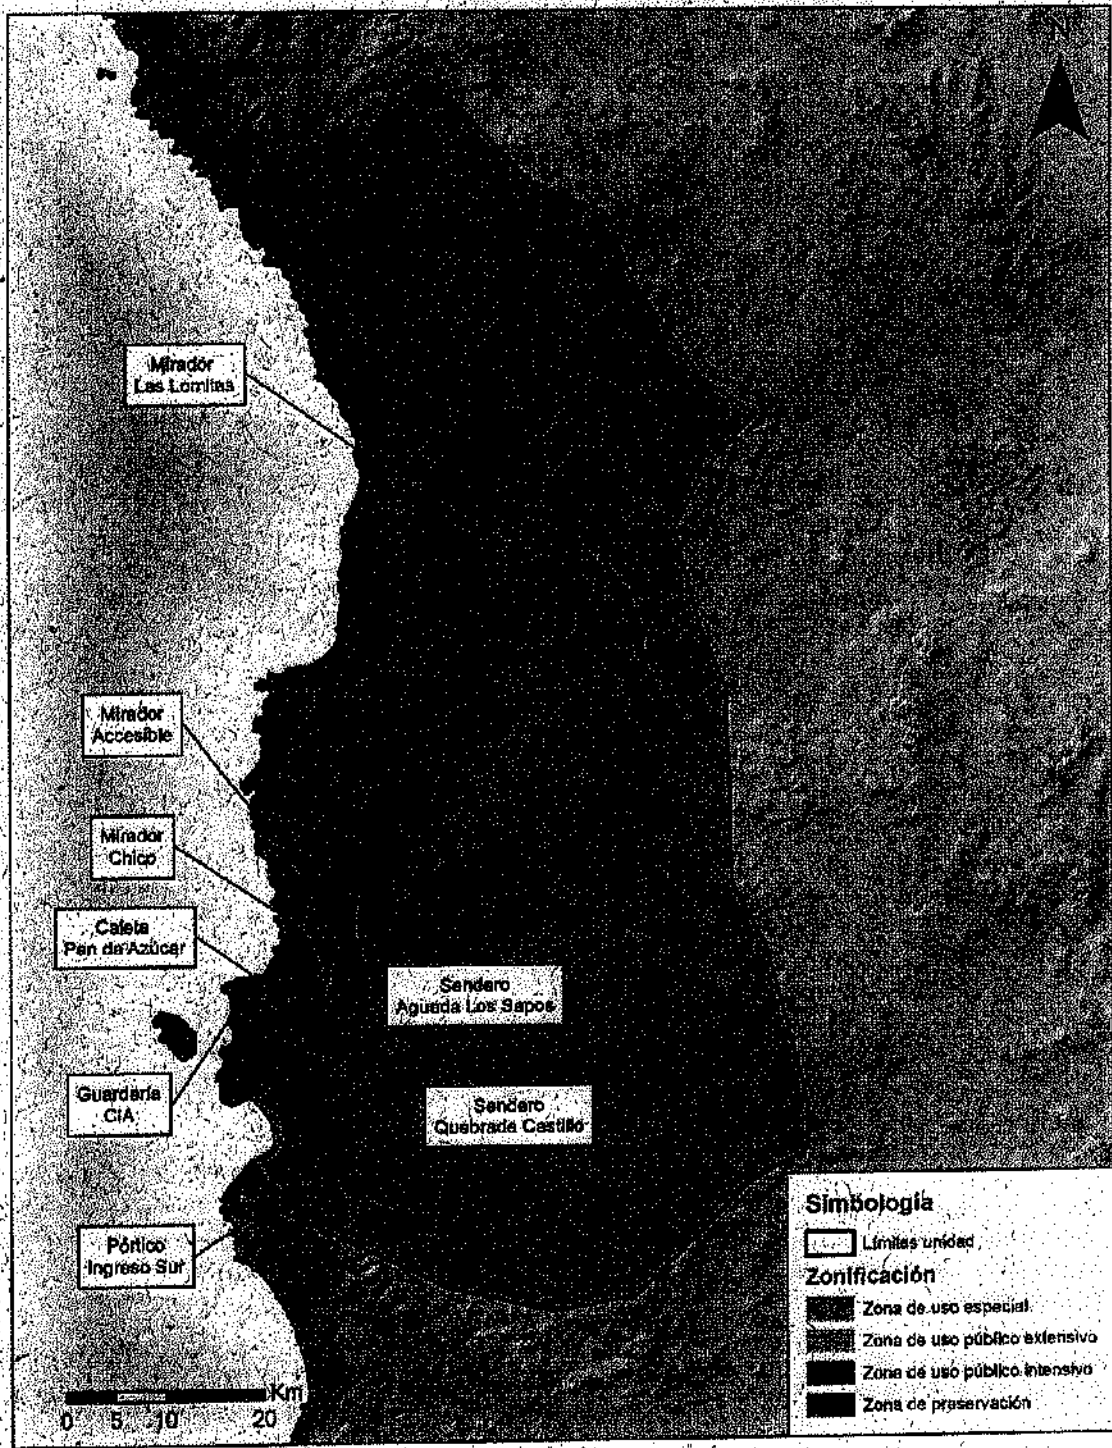 N
Mirador
Las Lomitas
Mirador
Accesible
Mirador
Chico
Caleta
Pan de Azúcar
Sendero
Aguada Los Sapos
Guardería
CIA
Sendero
Quebrada Castillo
Pórtico
Ingreso Sur
Km
0 5 10 20
Simbología
Límites unidad
Zonificación
Zona de uso especial
Zona de uso público extensivo
Zona de uso público intensivo
Zona de preservación